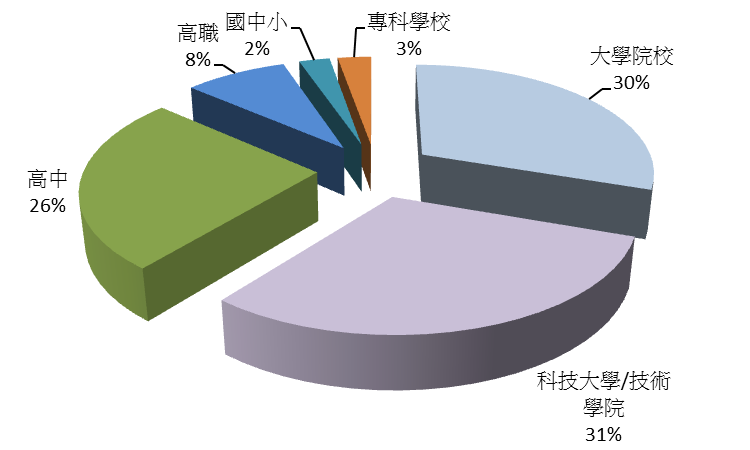 國中小
2%
專科學校
3%
高職
8%
大學院校
30%
高中
26%
科技大學/技術
學院
31%